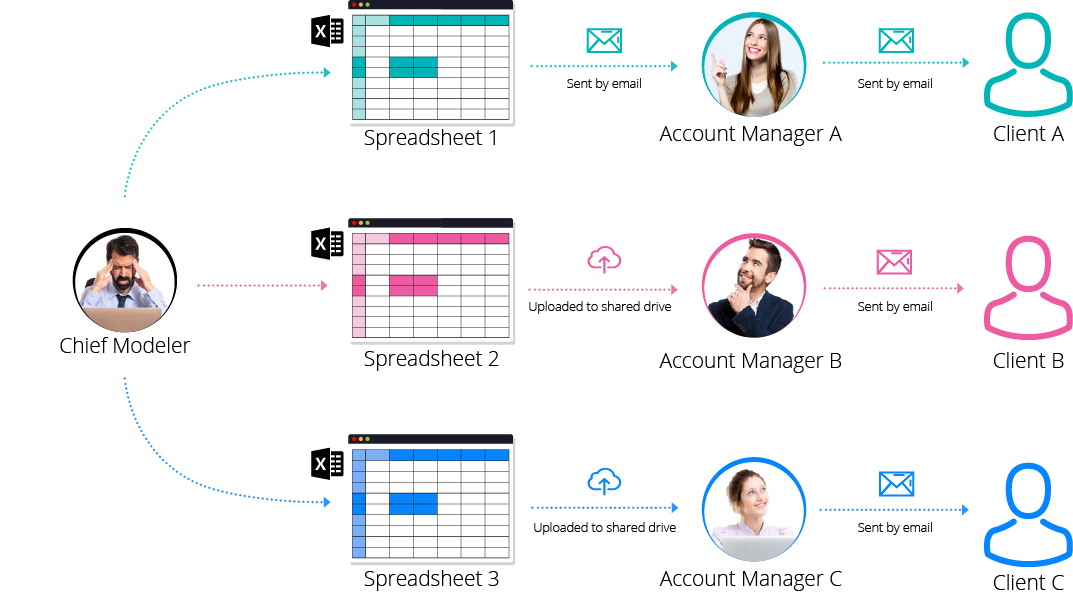 X
Sent by email
Sent by email
Spreadsheet 1
Account Manager A
Client A
X
Uploaded to shared drive
Sent by email
Chief Modeler
Spreadsheet 2
Account Manager B
Client B
X
Uploaded to shared drive
Sent by email
Spreadsheet 3
Account Manager C
Client C